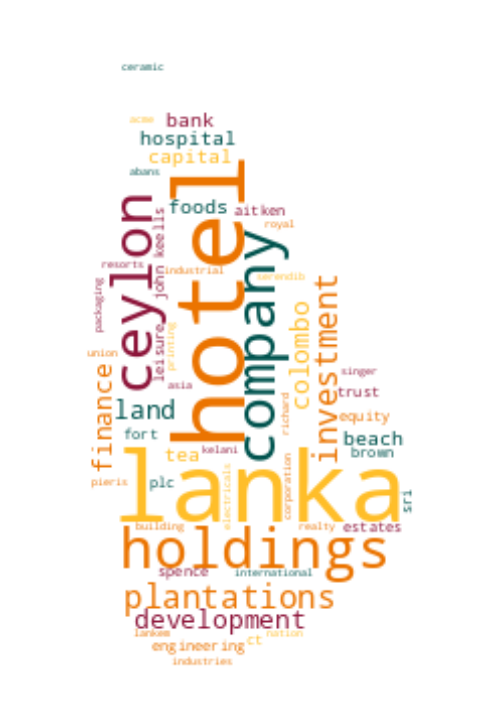 ceramic
acme
bank
hospital
capital
abans
hotel
foods
aitken
ceylon
john keells
royal
company
resorts
industrial
serendib
packaging
investment
colombo
leisure
printing
union
finance
asia
singer
trust
richard
land
equity
fort
beach
tea
kelani
brown
lanka
pieris
plc
electricals
corporation
sri
building
realty
estates
holdings
spence
international
plantations
development
lankem
nation
engineering
ct
industries